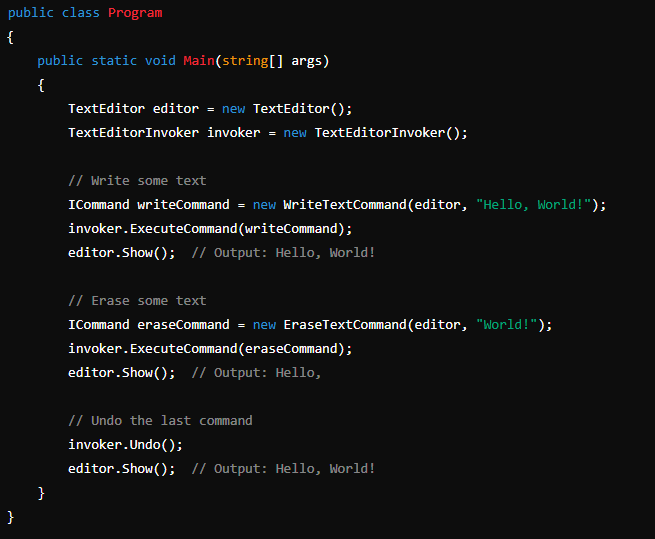 public class Program
{
    public static void Main(string[] args)
    {
        TextEditor editor = new TextEditor();
        TextEditorInvoker invoker = new TextEditorInvoker();

        // Write some text
        ICommand writeCommand = new WriteTextCommand(editor, "Hello, World!");
        invoker.ExecuteCommand(writeCommand);
        editor.Show();  // Output: Hello, World!

        // Erase some text
        ICommand eraseCommand = new EraseTextCommand(editor, "World!");
        invoker.ExecuteCommand(eraseCommand);
        editor.Show();  // Output: Hello,

        // Undo the last command
        invoker.Undo();
        editor.Show();  // Output: Hello, World!
    }
}